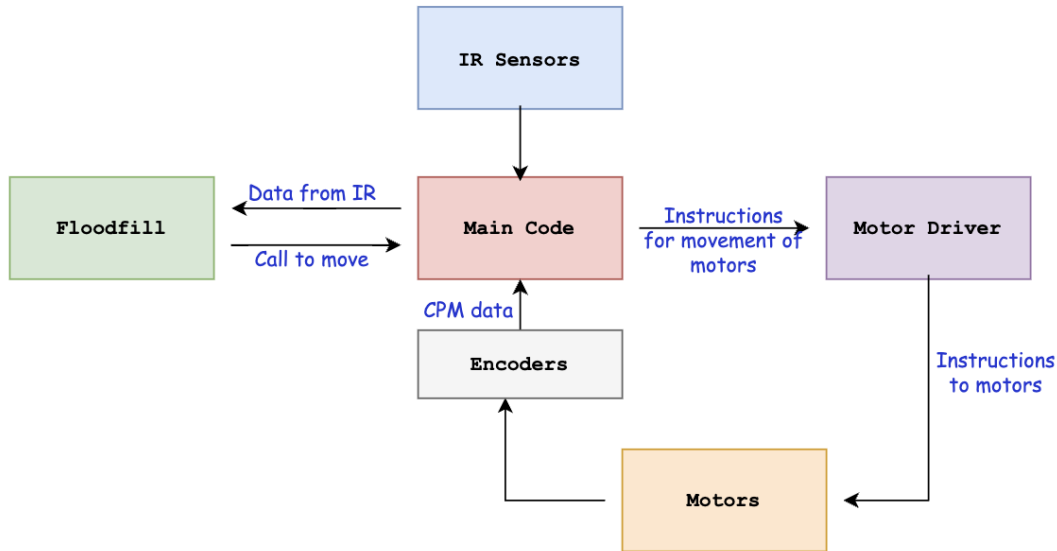 IR Sensors
Data from IR
Floodfill
Call to move
Main Code
Instructions
for movement of
motors
Motor Driver
CPM data
Encoders
Instructions
to motors
Motors